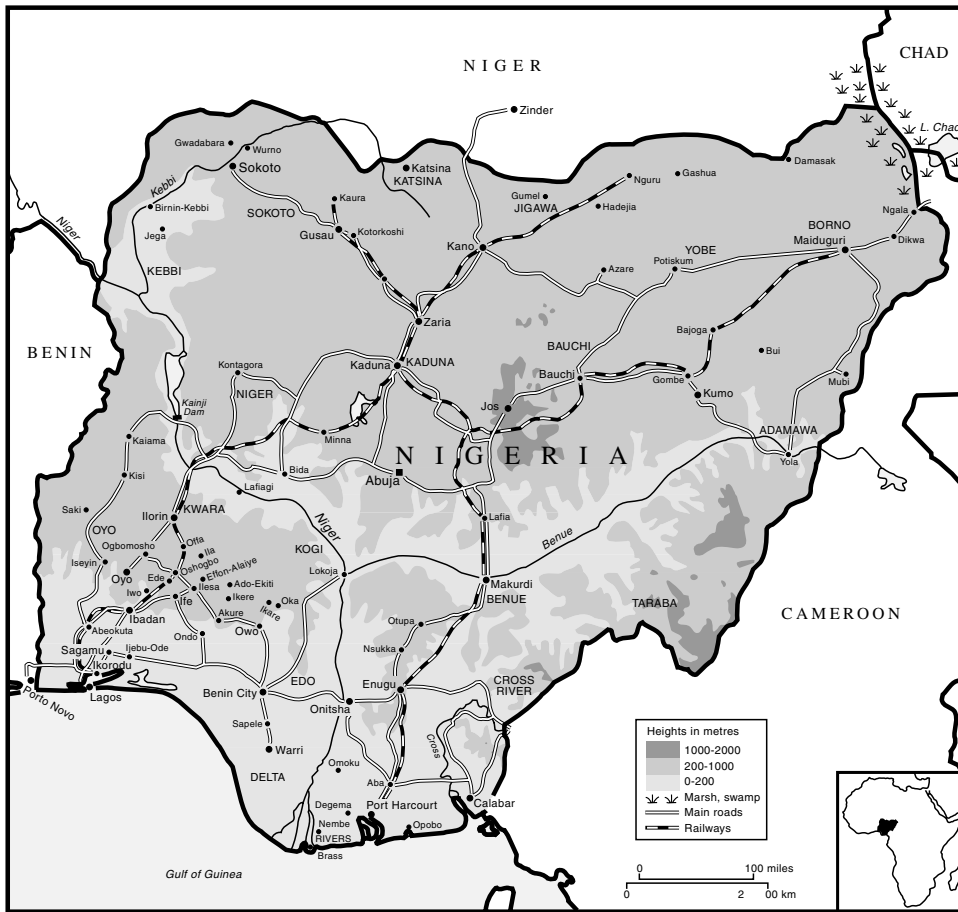 NIGER
CHAD
Zinder
L. Chad
Gwadabara
Wurno
Sokoto
Katsina
KATSINA
Damasak
Kebbi
Birnin-Kebbi
SOKOTO
Kaura
Nguru
Gashua
Gumel
JIGAWA
Hadejia
Ngala
Niger
Jega
Gusau
Kotorkoshi
Kano
YOBE
BORNO
Maiduguri
Dikwa
KEBBI
Azare
Potiskum
Zaria
BENIN
BAUCHI
Bajoga
Bui
Kontagora
Kaduna
KADUNA
Bauchi
Gombe
Mubi
NIGER
Kumo
Kainji
Dam
Jos
Kaiama
Minna
ADAMAWA
NIGERIA
Yola
Kisi
Bida
Abuja
Lafiagi
Saki
KWARA
Ilorin
Niger
Lafia
OYO
Ogbomosho
Offa
Ila
KOGI
Benue
Iseyin
Oshogbo
Effon-Alaiye
Oyo
Ede
Ilesa
Ado-Ekiti
Lokoja
Makurdi
Iwo
Ife
Ikere
Oka
Ikare
BENUE
TARABA
CAMEROON
Ibadan
Akure
Owo
Otupa
Abeokuta
Ondo
Sagamu
Ijebu-Ode
Nsukka
Ikorodu
EDO
Enugu
CROSS
RIVER
Porto Novo
Lagos
Benin City
Onitsha
Sapele
Cross
Warri
Omoku
DELTA
Aba
Degema
Port Harcourt
Calabar
Nembe
RIVERS
Opobo
Brass
Gulf of Guinea
Heights in metres
1000-2000
200-1000
0-200
Marsh, swamp
Main roads
Railways
0 100 miles
0 2 00 km